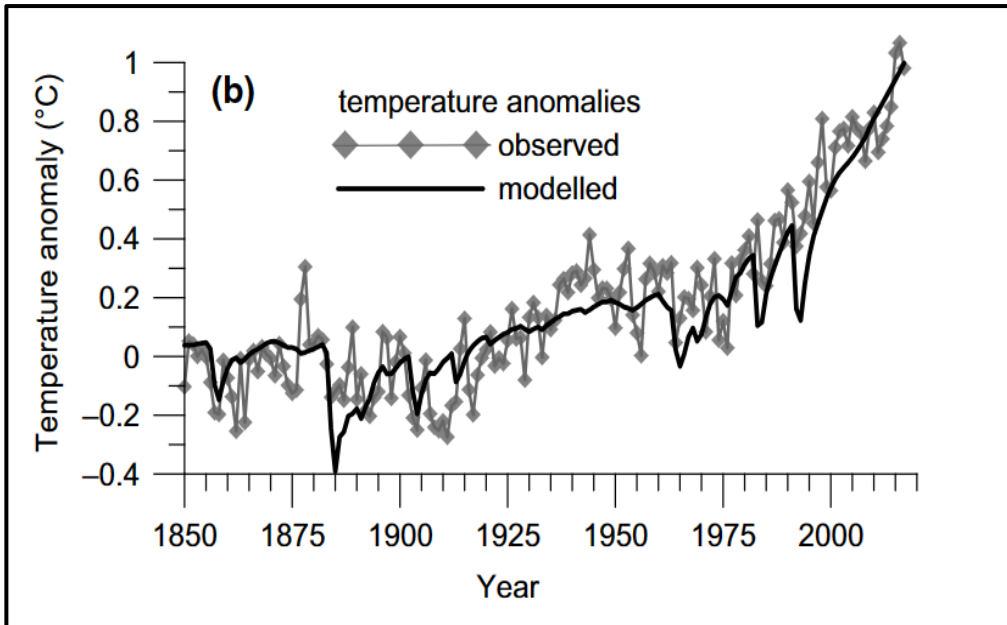 (b)
temperature anomalies
observed
modelled
Temperature anomaly (°C)
1
0.8
0.6
0.4
0.2
0
−0.2
−0.4
1850 1875 1900 1925 1950 1975 2000
Year